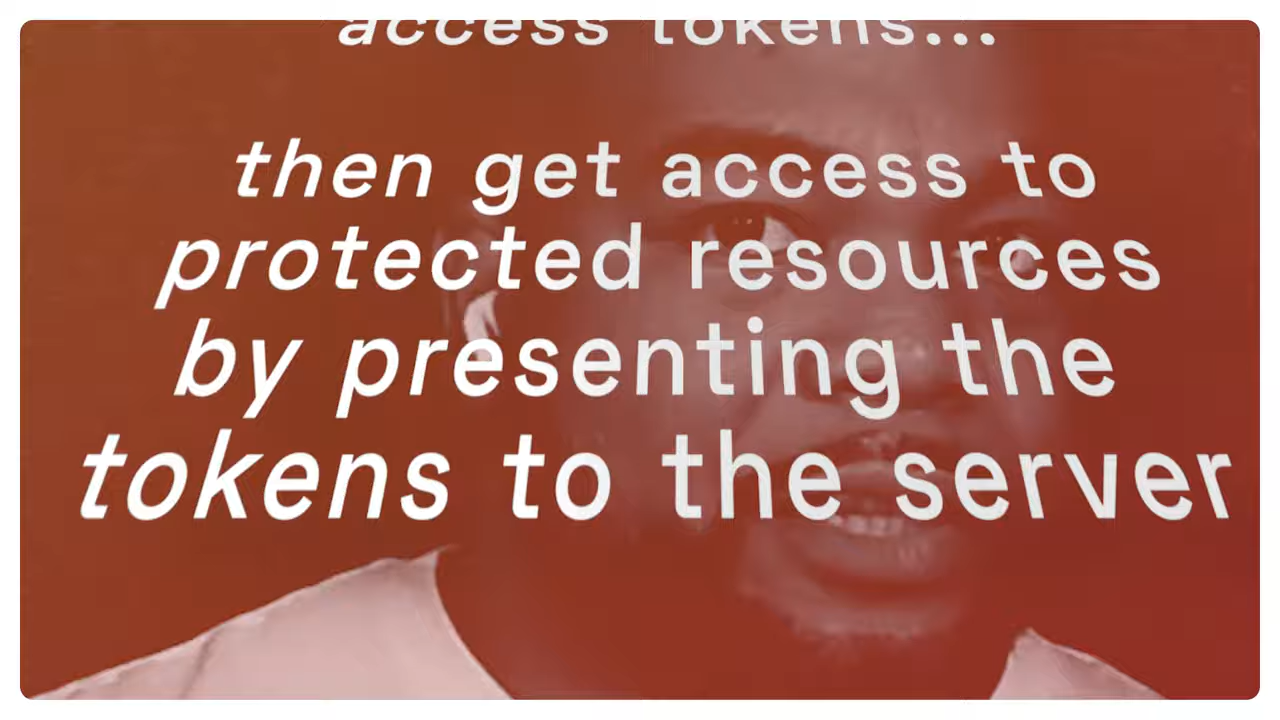 access tokens...
then get access to
protected resources
by presenting the
tokens to the server